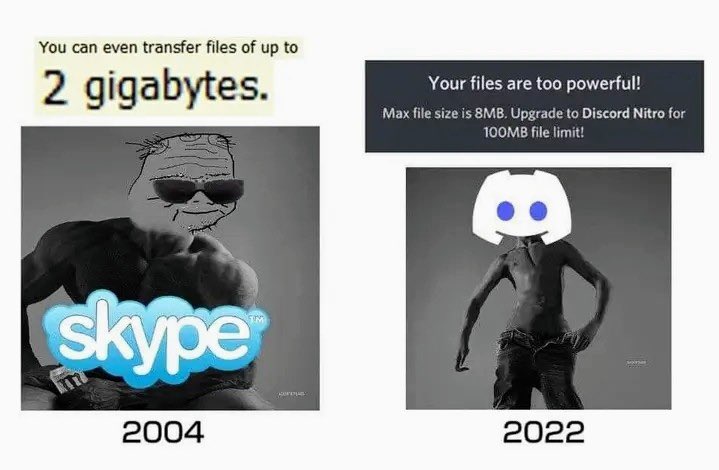 You can even transfer files of up to
2 gigabytes.
skype™
2004
Your files are too powerful!
Max file size is 8MB. Upgrade to Discord Nitro for
100MB file limit!
2022